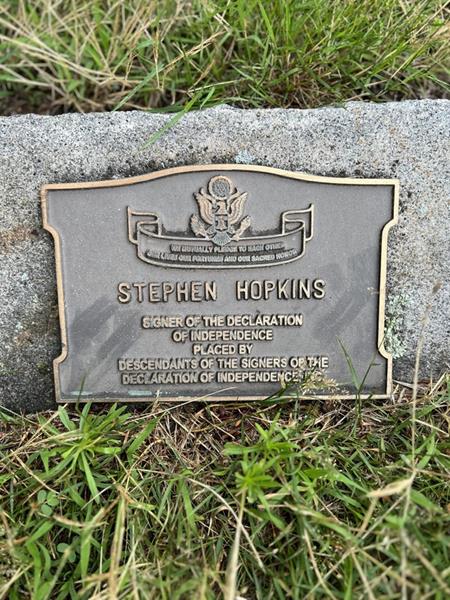 WE MUTUALLY PLEDGE TO EACH OTHER
OUR LIVES OUR FORTUNES AND OUR SACRED HONOR
STEPHEN HOPKINS
SIGNER OF THE DECLARATION
OF INDEPENDENCE
PLACED BY
DESCENDANTS OF THE SIGNERS OF THE
DECLARATION OF INDEPENDENCE